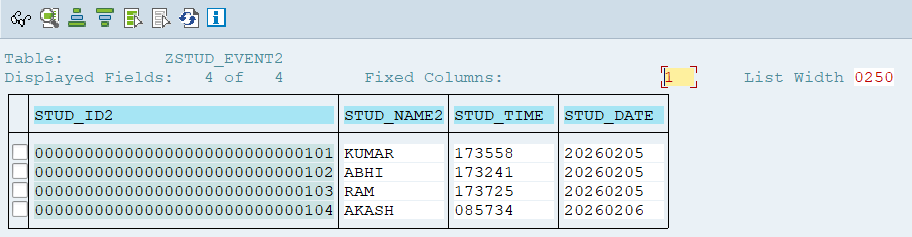 Table: ZSTUD_EVENT2
Displayed Fields: 4 of 4 Fixed Columns: 1 List Width 0250
STUD_ID2 STUD_NAME2 STUD_TIME STUD_DATE
000000000000000000000000000101 KUMAR 173558 20260205
000000000000000000000000000102 ABHI 173241 20260205
000000000000000000000000000103 RAM 173725 20260205
000000000000000000000000000104 AKASH 085734 20260206